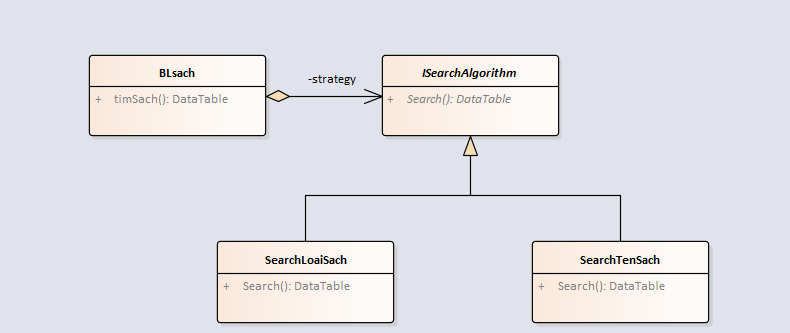 BLsach
+ timSach(): DataTable
-strategy
ISearchAlgorithm
+ Search(): DataTable
SearchLoaiSach
+ Search(): DataTable
SearchTenSach
+ Search(): DataTable